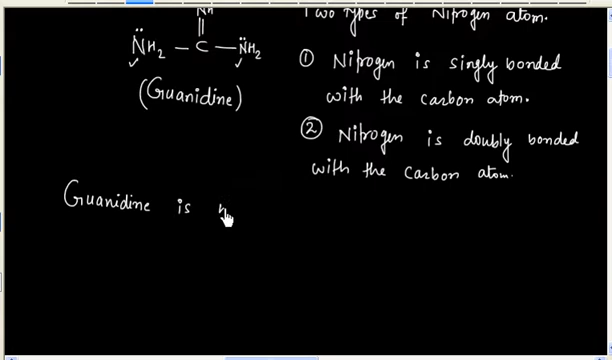 NH
Two types of Nitrogen atom.
N̈H2 — C — N̈H2
① Nitrogen is singly bonded
with the carbon atom.
(Guanidine)
② Nitrogen is doubly bonded
with the carbon atom.
Guanidine is